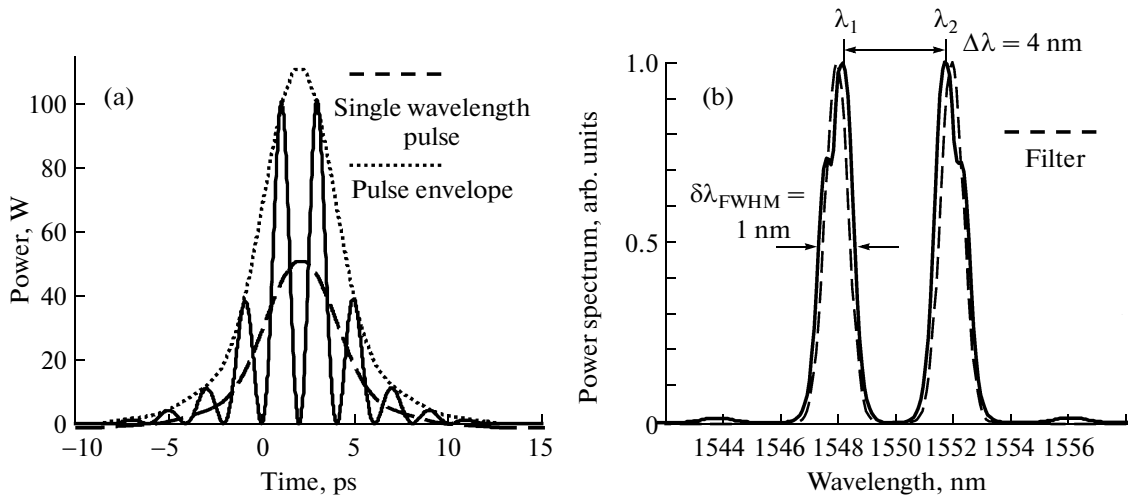 (a)
Single wavelength
pulse
Pulse envelope
Power, W
100
80
60
40
20
0
−10
−5
0
5
10
15
Time, ps
λ1
λ2
Δλ = 4 nm
(b)
Filter
δλFWHM =
1 nm
Power spectrum, arb. units
1.0
0.5
0
1544
1546
1548
1550
1552
1554
1556
Wavelength, nm